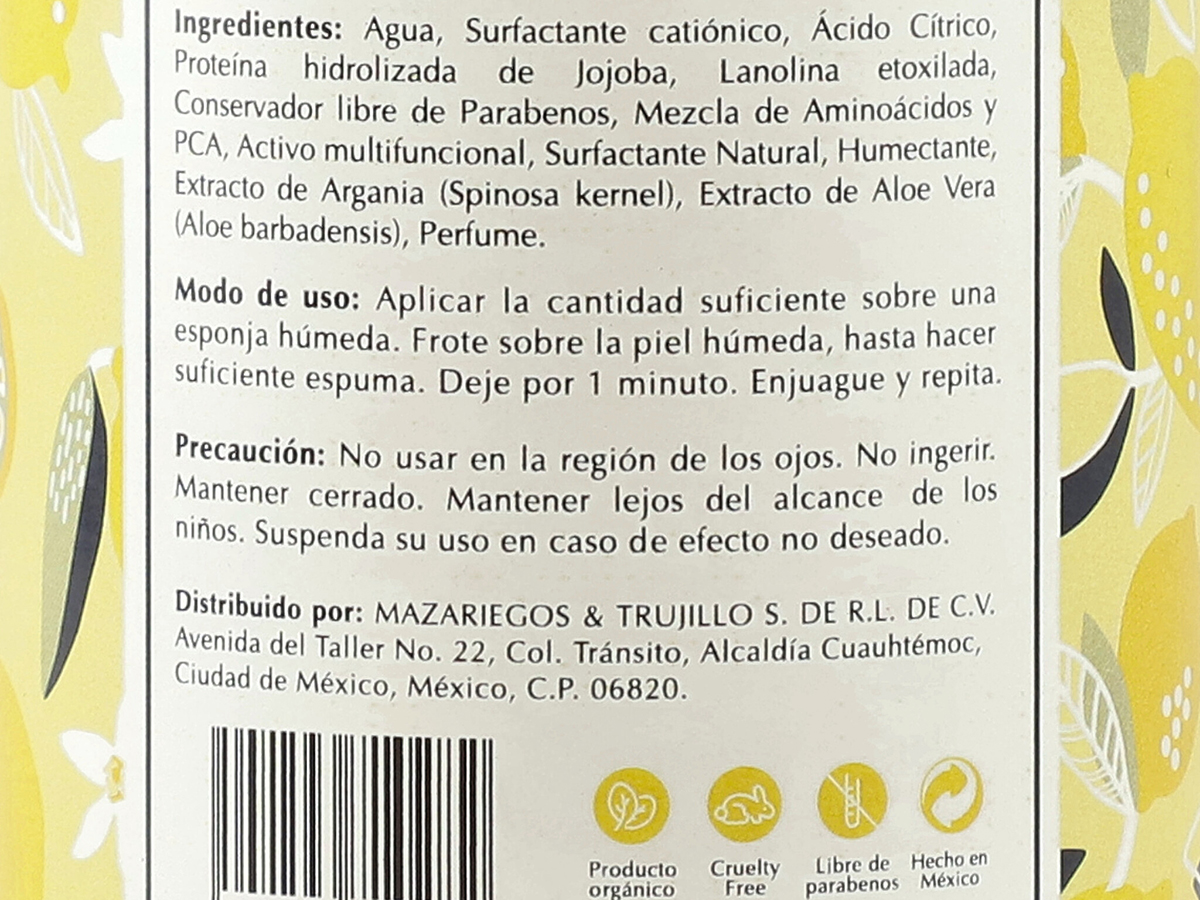 Ingredientes: Agua, Surfactante catiónico, Ácido Cítrico,
Proteína hidrolizada de Jojoba, Lanolina etoxilada,
Conservador libre de Parabenos, Mezcla de Aminoácidos y
PCA, Activo multifuncional, Surfactante Natural, Humectante,
Extracto de Argania (Spinosa kernel), Extracto de Aloe Vera
(Aloe barbadensis), Perfume.
Modo de uso: Aplicar la cantidad suficiente sobre una
esponja húmeda. Frote sobre la piel húmeda, hasta hacer
suficiente espuma. Deje por 1 minuto. Enjuague y repita.
Precaución: No usar en la región de los ojos. No ingerir.
Mantener cerrado. Mantener lejos del alcance de los
niños. Suspenda su uso en caso de efecto no deseado.
Distribuido por: MAZARIEGOS & TRUJILLO S. DE R.L. DE C.V.
Avenida del Taller No. 22, Col. Tránsito, Alcaldía Cuauhtémoc,
Ciudad de México, México, C.P. 06820.
Producto
orgánico
Cruelty
Free
Libre de
parabenos
Hecho en
México